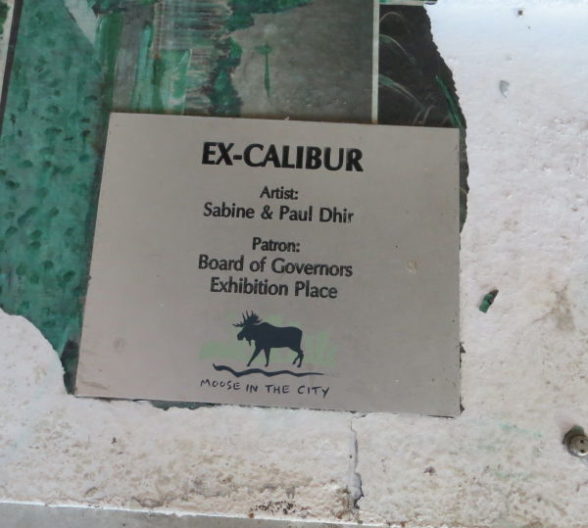 EX-CALIBUR
Artist:
Sabine & Paul Dhir
Patron:
Board of Governors
Exhibition Place
MOOSE IN THE CITY